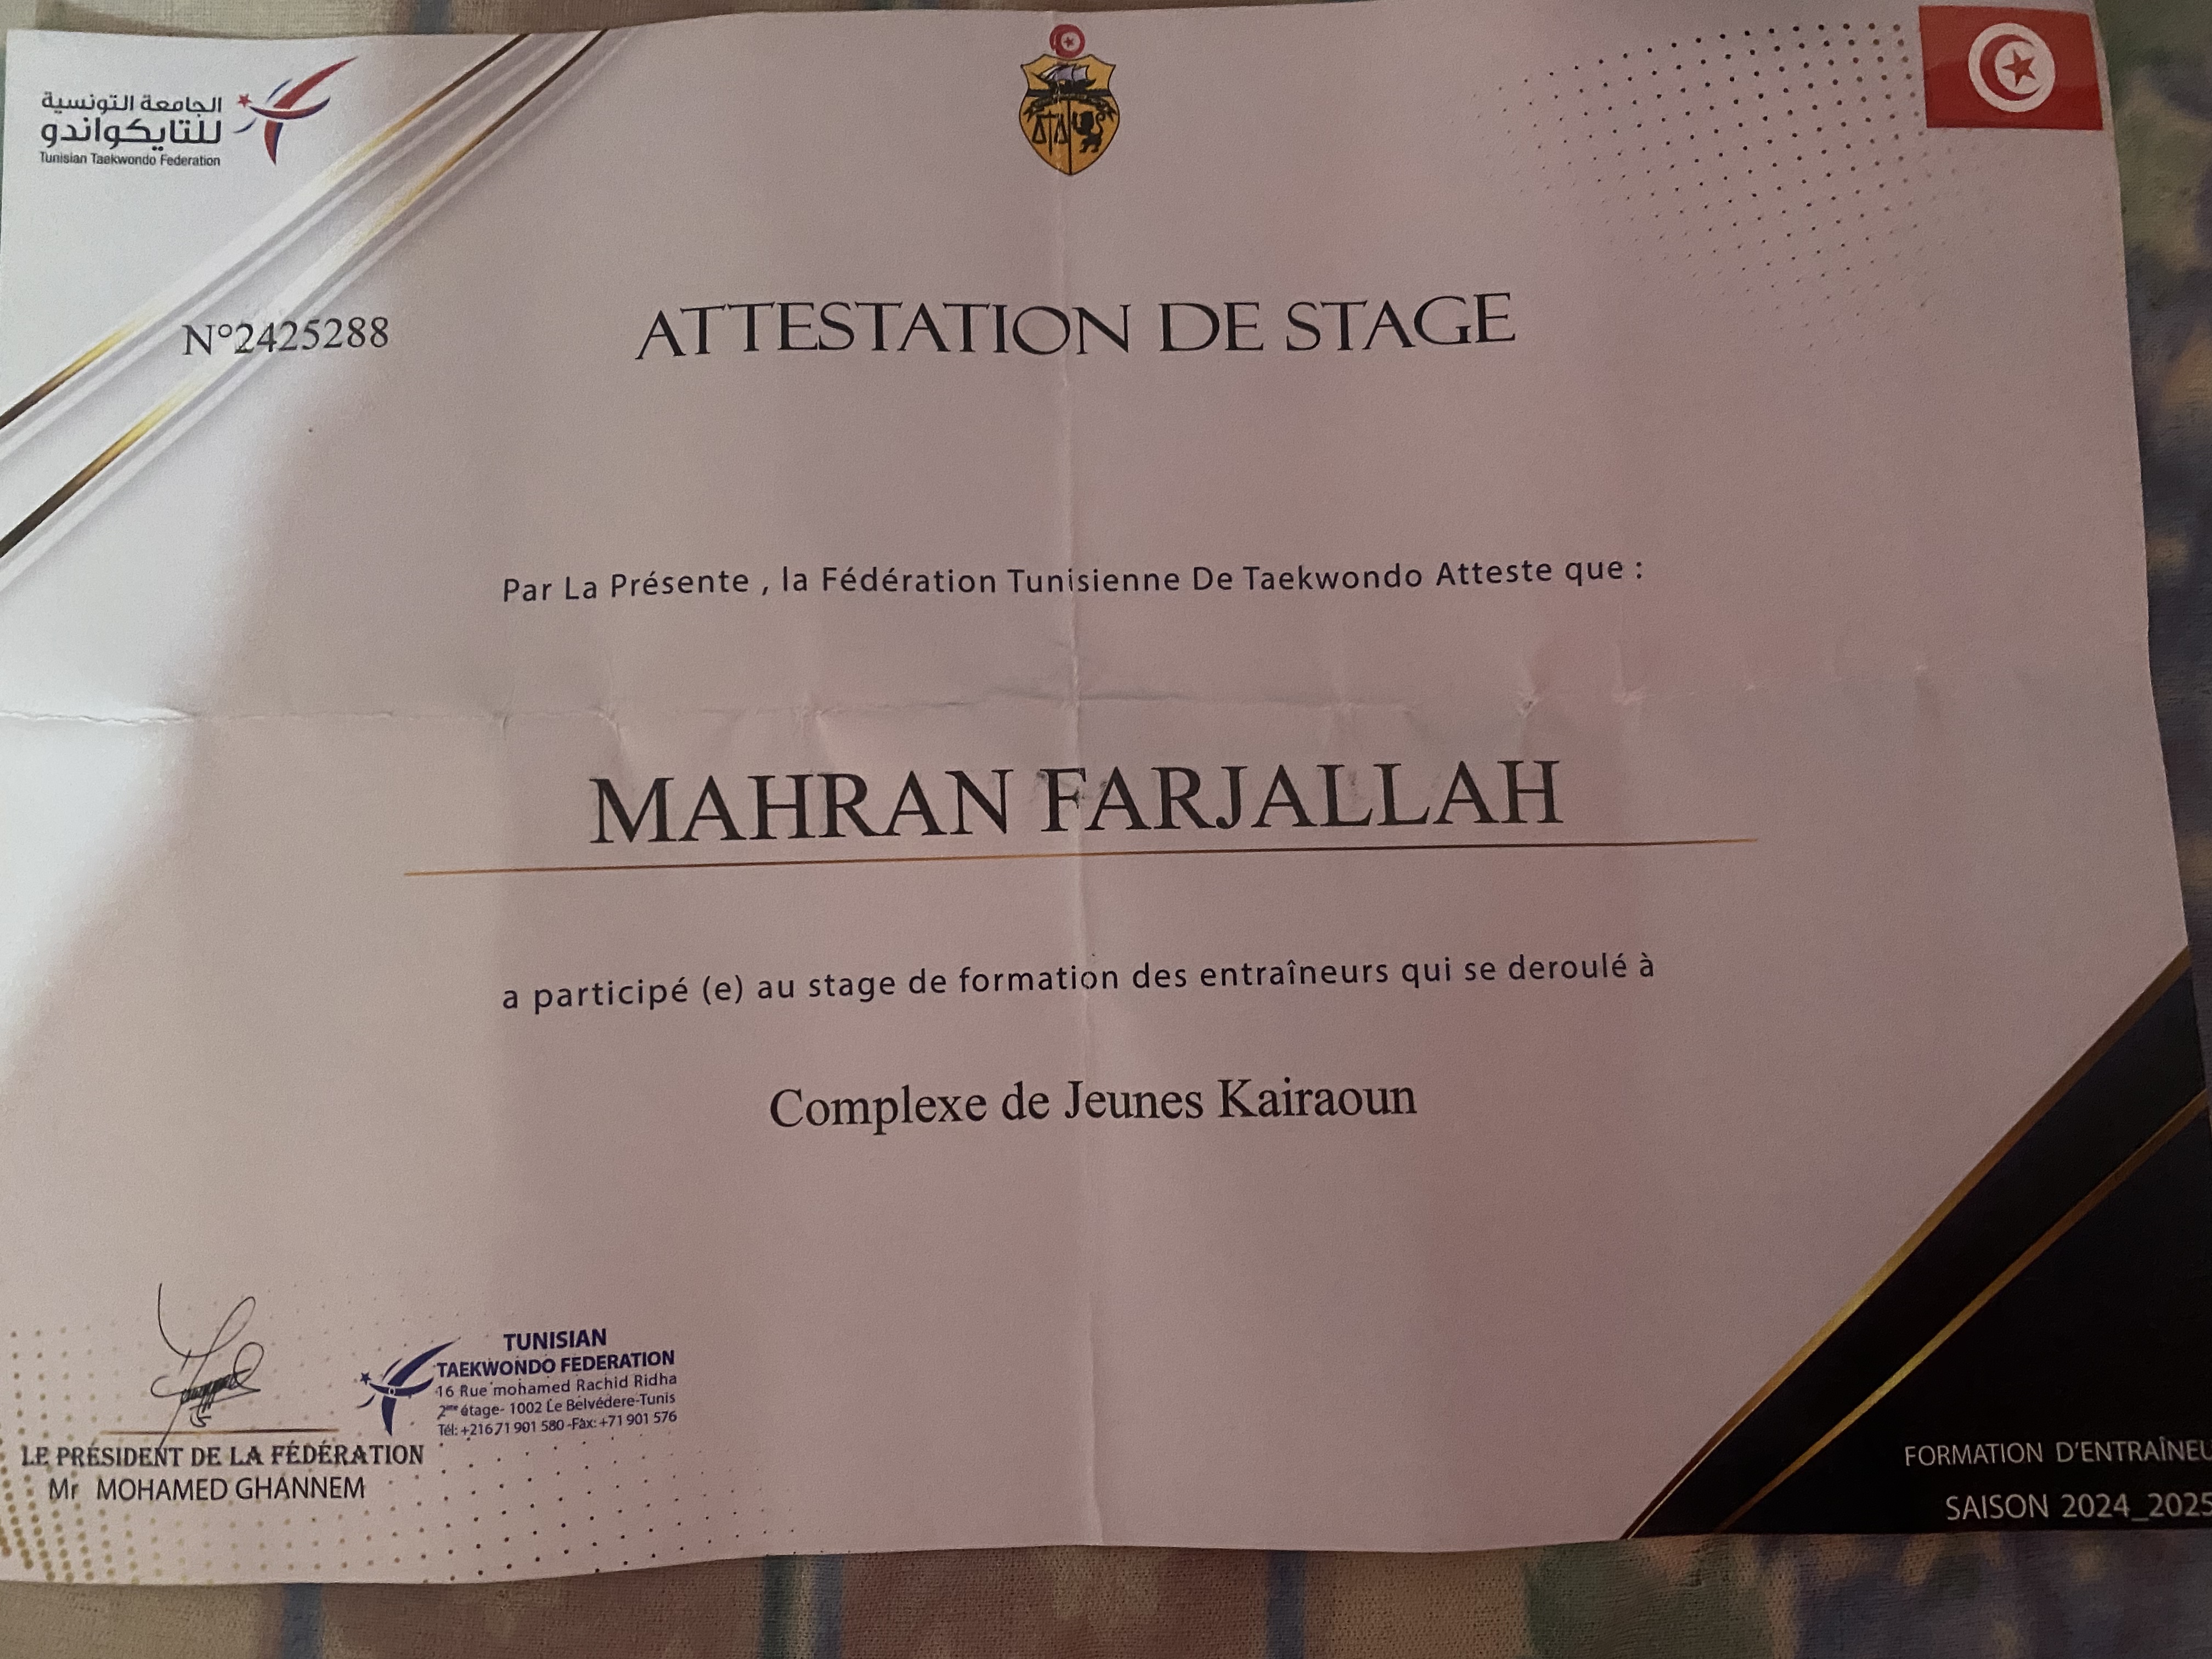 الجامعة التونسية
للتايكواندو
Tunisian Taekwondo Federation
N°2425288
ATTESTATION DE STAGE
Par La Présente , la Fédération Tunisienne De Taekwondo Atteste que :
MAHRAN FARJALLAH
a participé (e) au stage de formation des entraîneurs qui se deroulé à
Complexe de Jeunes Kairaoun
TUNISIAN
TAEKWONDO FEDERATION
16 Rue mohamed Rachid Ridha
2ème étage- 1002 Le Belvédere-Tunis
Tél: +216 71 901 580 -Fax: +71 901 576
LE PRÉSIDENT DE LA FÉDÉRATION
Mr MOHAMED GHANNEM
FORMATION D'ENTRAÎNEU
SAISON 2024_2025